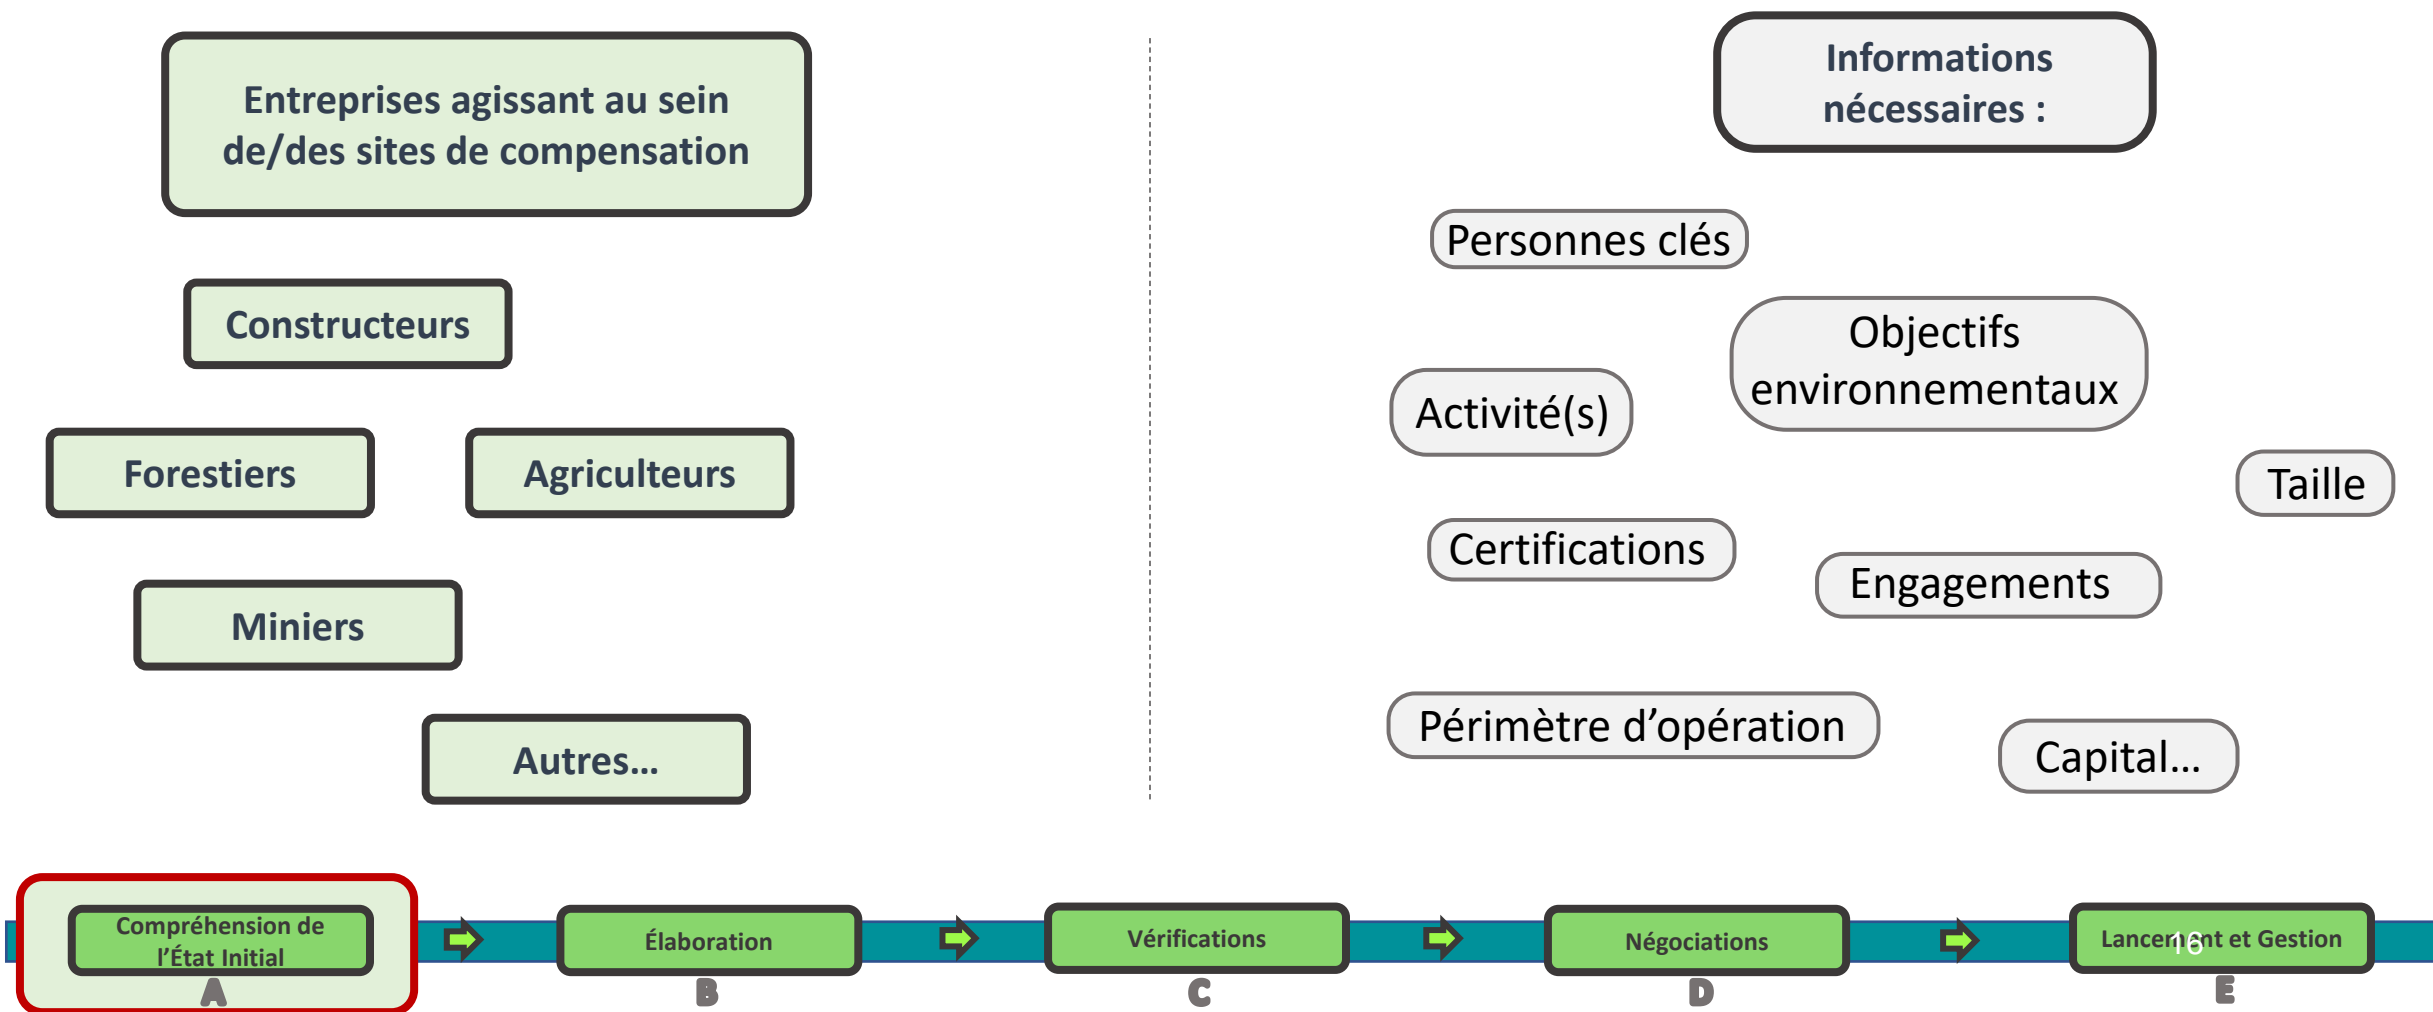 Entreprises agissant au sein
de/des sites de compensation
Constructeurs
Forestiers
Agriculteurs
Miniers
Autres…
Informations
nécessaires :
Personnes clés
Objectifs
environnementaux
Activité(s)
Taille
Certifications
Engagements
Périmètre d’opération
Capital…
Compréhension de
l’État Initial
A
Élaboration
B
Vérifications
C
Négociations
D
Lancement et Gestion
16
E